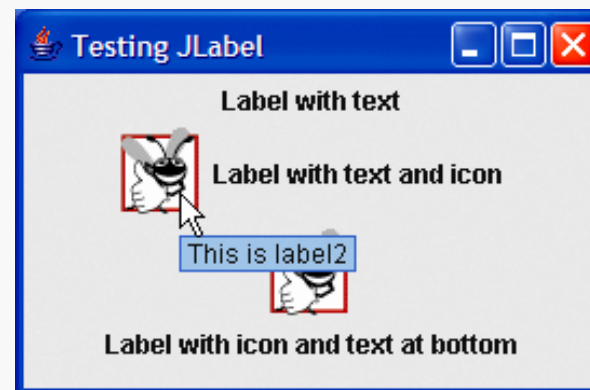 Testing JLabel
Label with text
Label with text and icon
This is label2
Label with icon and text at bottom